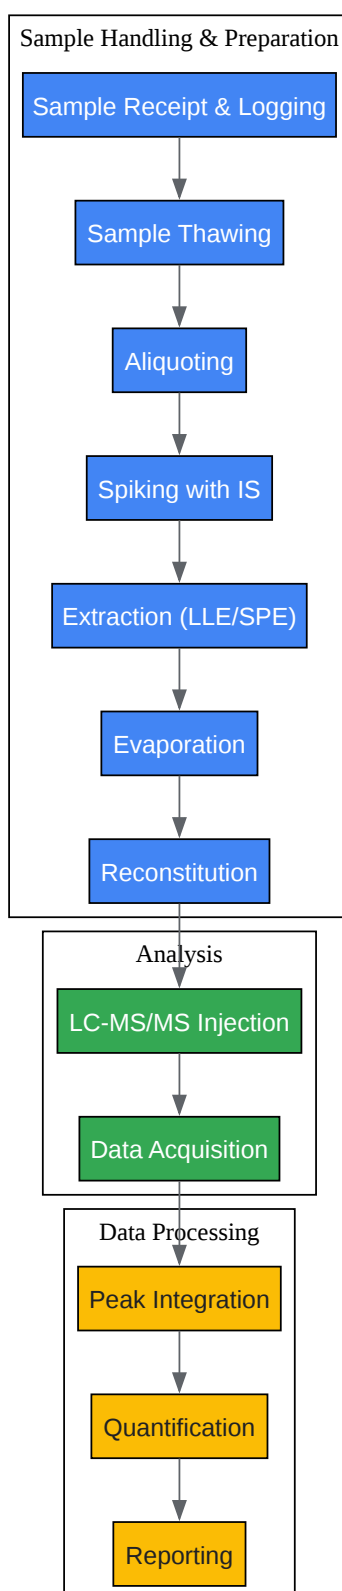 Sample Handling & Preparation
Sample Receipt & Logging
Sample Thawing
Aliquoting
Spiking with IS
Extraction (LLE/SPE)
Evaporation
Reconstitution
Analysis
LC-MS/MS Injection
Data Acquisition
Data Processing
Peak Integration
Quantification
Reporting